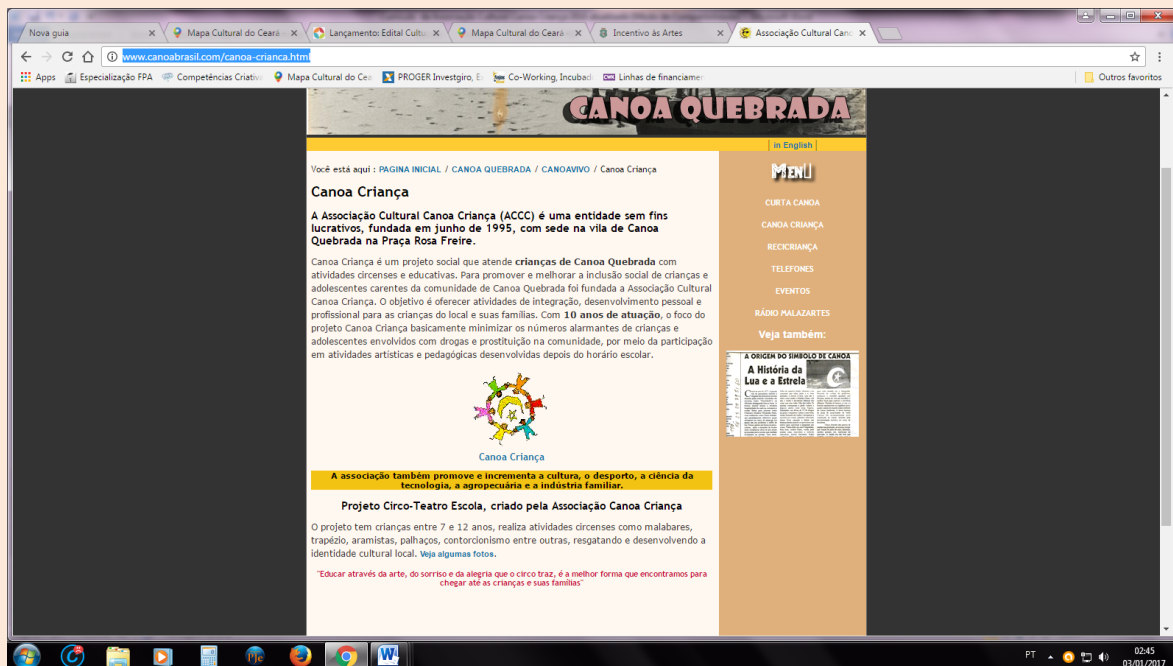 Nova guia
Mapa Cultural do Ceará
Lançamento: Edital Cultu
Mapa Cultural do Ceará
Incentivo às Artes
Associação Cultural Cano
www.canoabrasil.com/canoa-crianca.html
Apps
Especialização FPA
Competências Criativ
Mapa Cultural do Cea
PROGER Investgiro, E
Co-Working, Incubad
Linhas de financiamen
Outros favoritos
CANOA QUEBRADA
| in English |
Você está aqui : PAGINA INICIAL / CANOA QUEBRADA / CANOAVIVO / Canoa Criança
Canoa Criança
A Associação Cultural Canoa Criança (ACCC) é uma entidade sem fins
lucrativos, fundada em junho de 1995, com sede na vila de Canoa
Quebrada na Praça Rosa Freire.
Canoa Criança é um projeto social que atende crianças de Canoa Quebrada com
atividades circenses e educativas. Para promover e melhorar a inclusão social de crianças e
adolescentes carentes da comunidade de Canoa Quebrada foi fundada a Associação Cultural
Canoa Criança. O objetivo é oferecer atividades de integração, desenvolvimento pessoal e
profissional para as crianças do local e suas famílias. Com 10 anos de atuação, o foco do
projeto Canoa Criança basicamente minimizar os números alarmantes de crianças e
adolescentes envolvidos com drogas e prostituição na comunidade, por meio da participação
em atividades artísticas e pedagógicas desenvolvidas depois do horário escolar.
Canoa Criança
A associação também promove e incrementa a cultura, o desporto, a ciência da
tecnologia, a agropecuária e a indústria familiar.
Projeto Circo-Teatro Escola, criado pela Associação Canoa Criança
O projeto tem crianças entre 7 e 12 anos, realiza atividades circenses como malabares,
trapézio, aramistas, palhaços, contorcionismo entre outras, resgatando e desenvolvendo a
identidade cultural local. Veja algumas fotos.
"Educar através da arte, do sorriso e da alegria que o circo traz, é a melhor forma que encontramos para
chegar até as crianças e suas famílias"
MENU
CURTA CANOA
CANOA CRIANÇA
RECICRIANÇA
TELEFONES
EVENTOS
RÁDIO MALAZARTES
Veja também:
A ORIGEM DO SIMBOLO DE CANOA
A História da
Lua e a Estrela
PJe
PT
02:45
03/01/2017